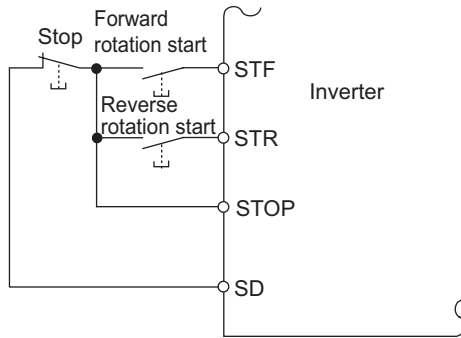 Forward
rotation start
Stop
STF
Inverter
Reverse
rotation start
STR
STOP
SD